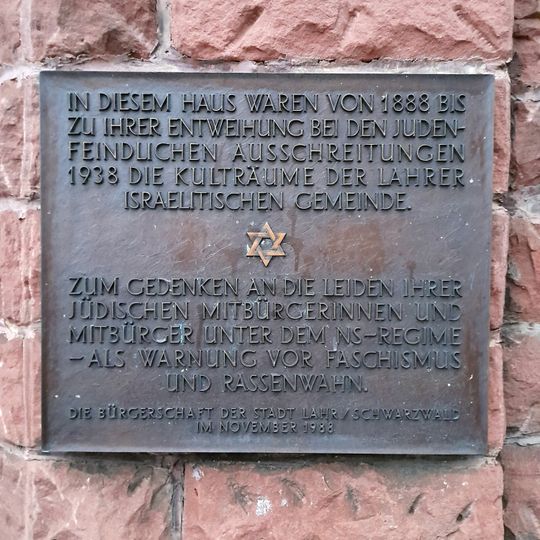 IN DIESEM HAUS WAREN VON 1888 BIS
ZU IHRER ENTWEIHUNG BEI DEN JUDEN-
FEINDLICHEN AUSSCHREITUNGEN
1938 DIE KULTRÄUME DER LAHRER
ISRAELITISCHEN GEMEINDE.
ZUM GEDENKEN AN DIE LEIDEN IHRER
JÜDISCHEN MITBÜRGERINNEN UND
MITBÜRGER UNTER DEM NS-REGIME
-ALS WARNUNG VOR FASCHISMUS
UND RASSENWAHN.
DIE BÜRGERSCHAFT DER STADT LAHR/SCHWARZWALD
IM NOVEMBER 1988